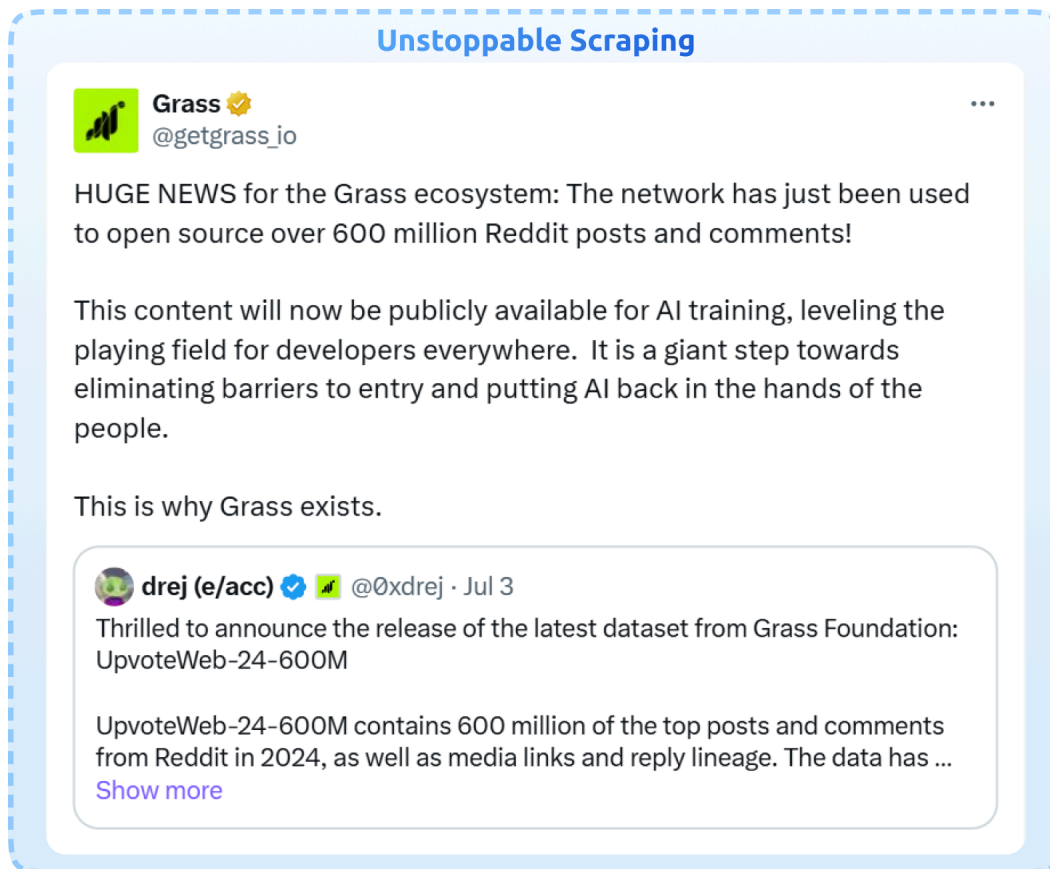 Unstoppable Scraping
Grass
@getgrass_io
HUGE NEWS for the Grass ecosystem: The network has just been used
to open source over 600 million Reddit posts and comments!
This content will now be publicly available for AI training, leveling the
playing field for developers everywhere.  It is a giant step towards
eliminating barriers to entry and putting AI back in the hands of the
people.
This is why Grass exists.
drej (e/acc) @0xdrej · Jul 3
Thrilled to announce the release of the latest dataset from Grass Foundation:
UpvoteWeb-24-600M
UpvoteWeb-24-600M contains 600 million of the top posts and comments
from Reddit in 2024, as well as media links and reply lineage. The data has ...
Show more